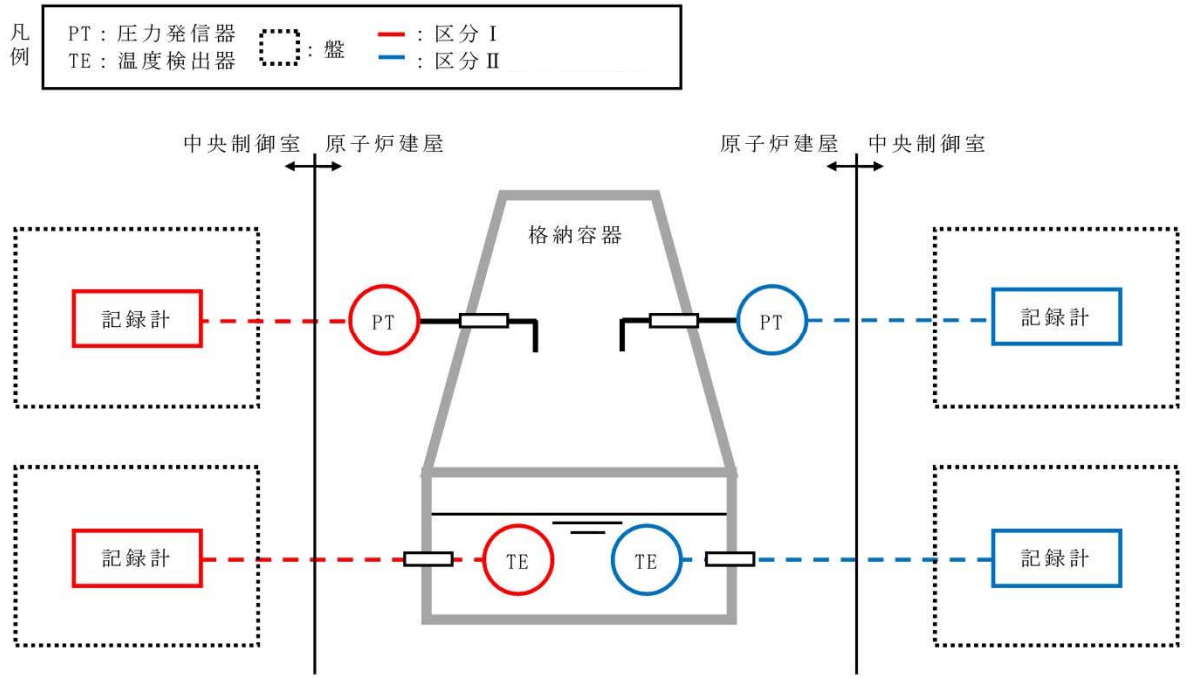 凡例
PT：圧力発信器
TE：温度検出器
：盤
：区分Ⅰ
：区分Ⅱ
中央制御室
原子炉建屋
原子炉建屋
中央制御室
格納容器
記録計
PT
PT
記録計
記録計
TE
TE
記録計